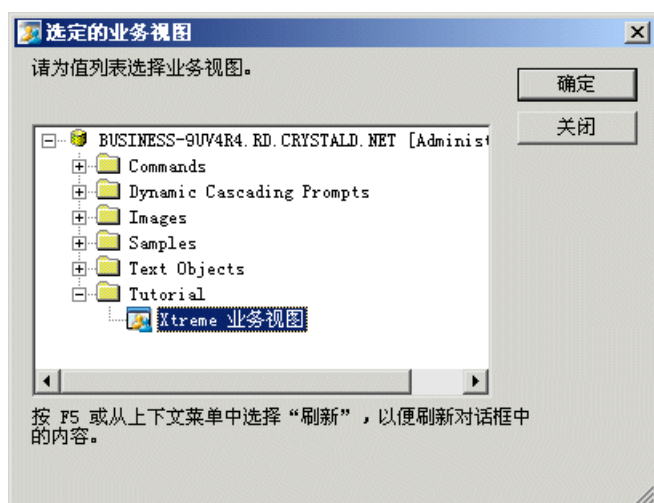 选定的业务视图
请为值列表选择业务视图。
确定
关闭
BUSINESS-9UV4R4.RD.CRYSTALD.NET [Administ
Commands
Dynamic Cascading Prompts
Images
Samples
Text Objects
Tutorial
Xtreme 业务视图
按 F5 或从上下文菜单中选择“刷新”，以便刷新对话框中
的内容。